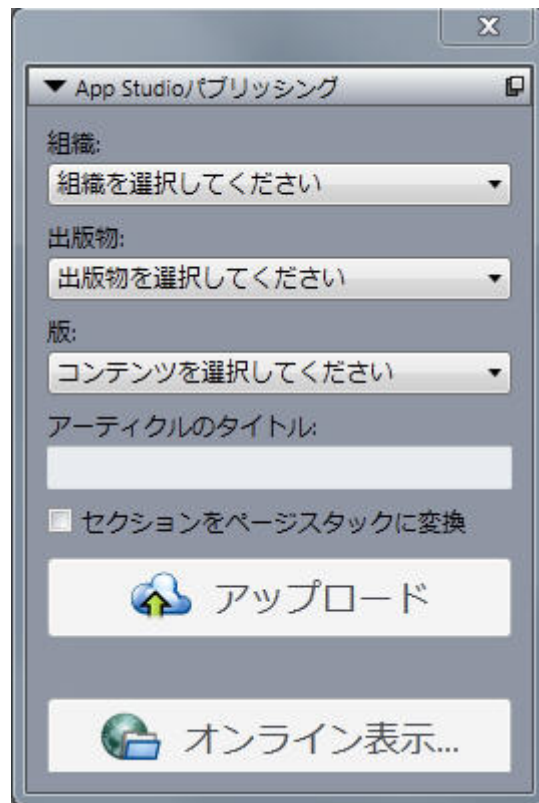 App Studioパブリッシング
組織:
組織を選択してください
出版物:
出版物を選択してください
版:
コンテンツを選択してください
アーティクルのタイトル:
セクションをページスタックに変換
アップロード
オンライン表示...